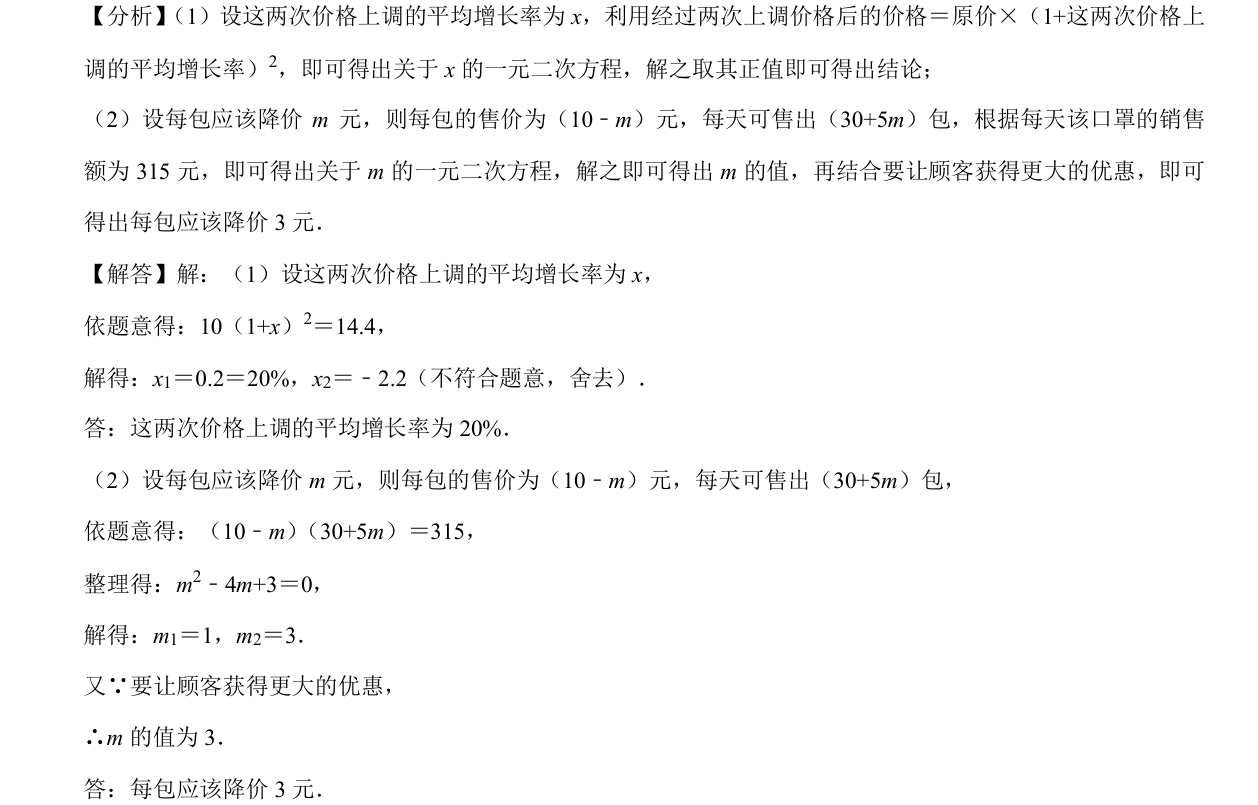 【分析】（1）设这两次价格上调的平均增长率为 x，利用经过两次上调价格后的价格＝原价×（1+这两次价格上
调的平均增长率）2，即可得出关于 x 的一元二次方程，解之取其正值即可得出结论；
（2）设每包应该降价 m 元，则每包的售价为（10﹣m）元，每天可售出（30+5m）包，根据每天该口罩的销售
额为 315 元，即可得出关于 m 的一元二次方程，解之即可得出 m 的值，再结合要让顾客获得更大的优惠，即可
得出每包应该降价 3 元．
【解答】解：（1）设这两次价格上调的平均增长率为 x，
依题意得：10（1+x）2＝14.4，
解得：x1＝0.2＝20%，x2＝﹣2.2（不符合题意，舍去）．
答：这两次价格上调的平均增长率为 20%．
（2）设每包应该降价 m 元，则每包的售价为（10﹣m）元，每天可售出（30+5m）包，
依题意得：（10﹣m）（30+5m）＝315，
整理得：m2﹣4m+3＝0，
解得：m1＝1，m2＝3．
又∵要让顾客获得更大的优惠，
∴m 的值为 3．
答：每包应该降价 3 元．